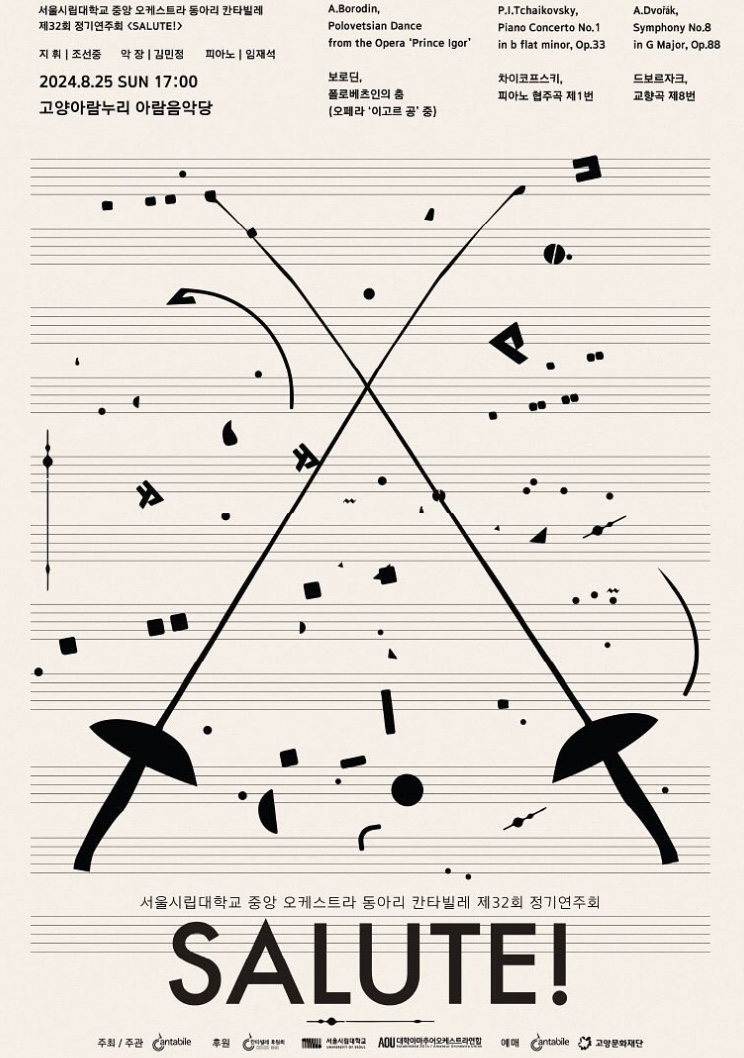 서울시립대학교 중앙 오케스트라 동아리 칸타빌레
제32회 정기연주회 <SALUTE!>
지 휘 | 조선중 악 장 | 김민정 피아노 | 임재석
2024.8.25 SUN 17:00
고양아람누리 아람음악당
A.Borodin,
Polovetsian Dance
from the Opera ‘Prince Igor’
보로딘,
폴로베츠인의 춤
(오페라 ‘이고르 공’ 중)
P.I.Tchaikovsky,
Piano Concerto No.1
in b flat minor, Op.33
차이코프스키,
피아노 협주곡 제1번
A.Dvořák,
Symphony No.8
in G Major, Op.88
드보르자크,
교향곡 제8번
서울시립대학교 중앙 오케스트라 동아리 칸타빌레 제32회 정기연주회
SALUTE!
주최 / 주관 cantabile 후원 칸타빌레 후원회 서울시립대학교 AOU 대학아마추어오케스트라연합 예매 cantabile 고양문화재단